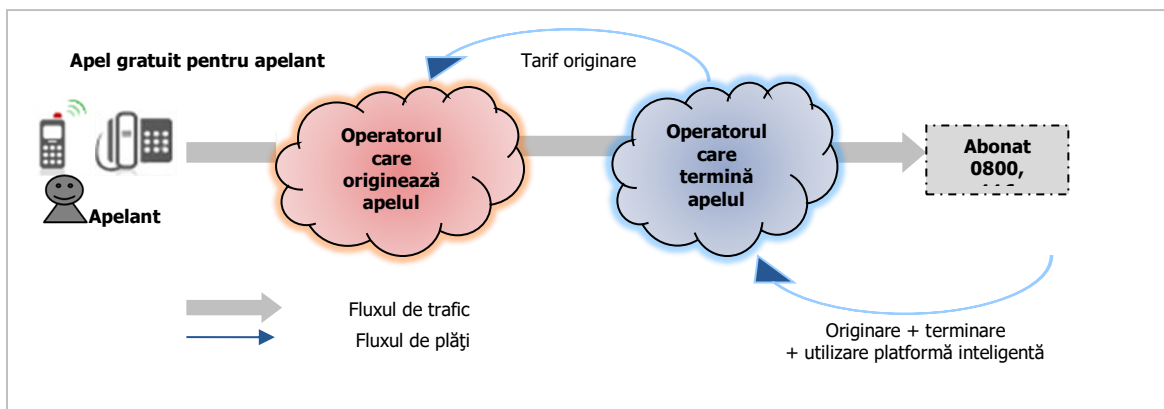 Apel gratuit pentru apelant
Tarif originare
Operatorul
care
originează
apelul
Operatorul
care
termină
apelul
Abonat
0800,
Apelant
Fluxul de trafic
Fluxul de plăţi
Originare + terminare
+ utilizare platformă inteligentă